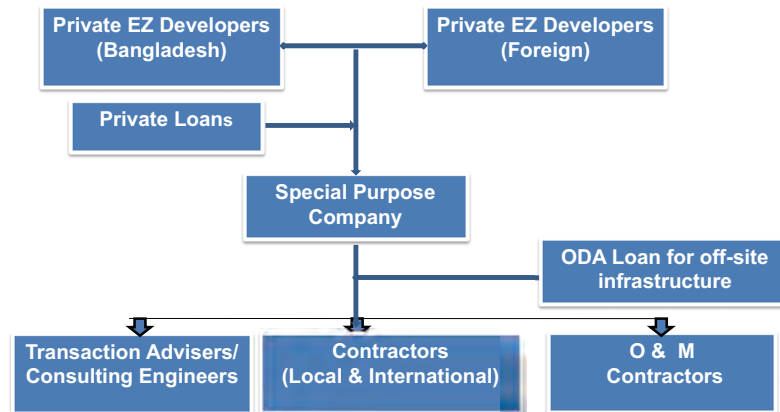 Private EZ Developers
(Bangladesh)
Private EZ Developers
(Foreign)
Private Loans
Special Purpose
Company
ODA Loan for off-site
infrastructure
Transaction Advisers/
Consulting Engineers
Contractors
(Local & International)
O & M
Contractors